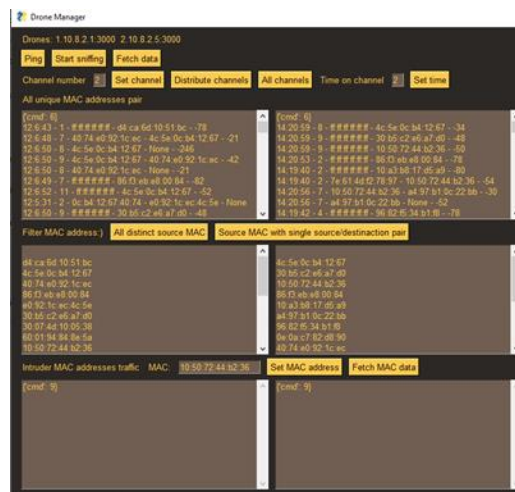 Drone Manager
Drones: 1.10.8.2.1:3000 2.10.8.2.5:3000
Ping Start sniffing Fetch data
Channel number 2 Set channel Distribute channels All channels Time on channel 2 Set time
All unique MAC addresses pair
{'cmd': 6}
12:6:43 - 1 - ff:ff:ff:ff:ff:ff - d4:ca:6d:10:51:bc - -78
12:6:48 - 7 - 40:74:e0:92:1c:ec - 4c:5e:0c:b4:12:67 - -21
12:6:50 - 8 - 4c:5e:0c:b4:12:67 - None - -246
12:6:50 - 9 - 4c:5e:0c:b4:12:67 - 40:74:e0:92:1c:ec - -42
12:6:50 - 8 - 40:74:e0:92:1c:ec - None - -21
12:6:49 - 7 - ff:ff:ff:ff:ff:ff - 86:f3:eb:e8:00:84 - -82
12:6:52 - 11 - ff:ff:ff:ff:ff:ff - 4c:5e:0c:b4:12:67 - -52
12:5:31 - 2 - 0c:b4:12:67:40:74 - e0:92:1c:ec:4c:5e - None
12:6:50 - 9 - ff:ff:ff:ff:ff:ff - 30:b5:c2:e6:a7:d0 - -48
{'cmd': 6}
14:20:59 - 8 - ff:ff:ff:ff:ff:ff - 4c:5e:0c:b4:12:67 - -34
14:20:59 - 9 - ff:ff:ff:ff:ff:ff - 30:b5:c2:e6:a7:d0 - -48
14:20:59 - 8 - ff:ff:ff:ff:ff:ff - 10:50:72:44:b2:36 - -50
14:20:53 - 2 - ff:ff:ff:ff:ff:ff - 86:f3:eb:e8:00:84 - -78
14:19:40 - 2 - ff:ff:ff:ff:ff:ff - 10:a3:b8:17:d5:a9 - -80
14:19:40 - 2 - 7e:61:4d:f2:78:97 - 10:50:72:44:b2:36 - -54
14:20:56 - 7 - 10:50:72:44:b2:36 - a4:97:b1:0c:22:bb - -30
14:20:56 - 7 - a4:97:b1:0c:22:bb - None - -52
14:19:42 - 4 - ff:ff:ff:ff:ff:ff - 96:82:f5:34:b1:f8 - -78
Filter MAC address:) All distinct source MAC Source MAC with single source/destinaction pair
d4:ca:6d:10:51:bc
4c:5e:0c:b4:12:67
40:74:e0:92:1c:ec
86:f3:eb:e8:00:84
e0:92:1c:ec:4c:5e
30:b5:c2:e6:a7:d0
30:07:4d:10:05:38
60:01:94:84:8e:5a
10:50:72:44:b2:36
4c:5e:0c:b4:12:67
30:b5:c2:e6:a7:d0
10:50:72:44:b2:36
86:f3:eb:e8:00:84
10:a3:b8:17:d5:a9
a4:97:b1:0c:22:bb
96:82:f5:34:b1:f8
0e:0a:c7:82:d8:90
40:74:e0:92:1c:ec
Intruder MAC addresses traffic MAC: 10:50:72:44:b2:36 Set MAC address Fetch MAC data
{'cmd': 9}
{'cmd': 9}